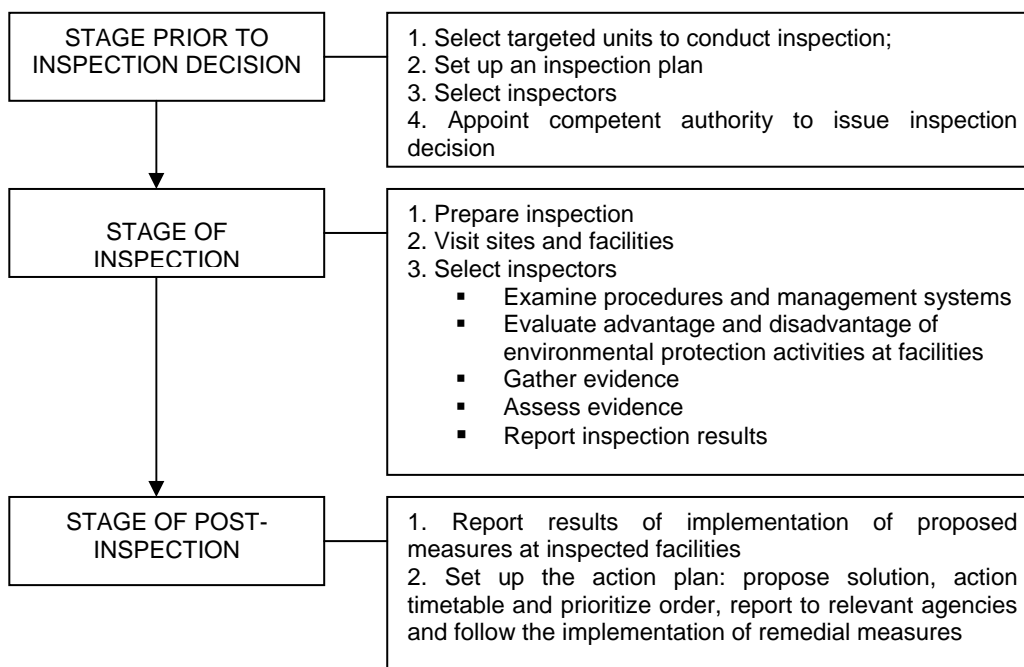 STAGE PRIOR TO
INSPECTION DECISION
1. Select targeted units to conduct inspection;
2. Set up an inspection plan
3. Select inspectors
4. Appoint competent authority to issue inspection
decision
STAGE OF
INSPECTION
1. Prepare inspection
2. Visit sites and facilities
3. Select inspectors
▪ Examine procedures and management systems
▪ Evaluate advantage and disadvantage of
environmental protection activities at facilities
▪ Gather evidence
▪ Assess evidence
▪ Report inspection results
STAGE OF POST-
INSPECTION
1. Report results of implementation of proposed
measures at inspected facilities
2. Set up the action plan: propose solution, action
timetable and prioritize order, report to relevant agencies
and follow the implementation of remedial measures